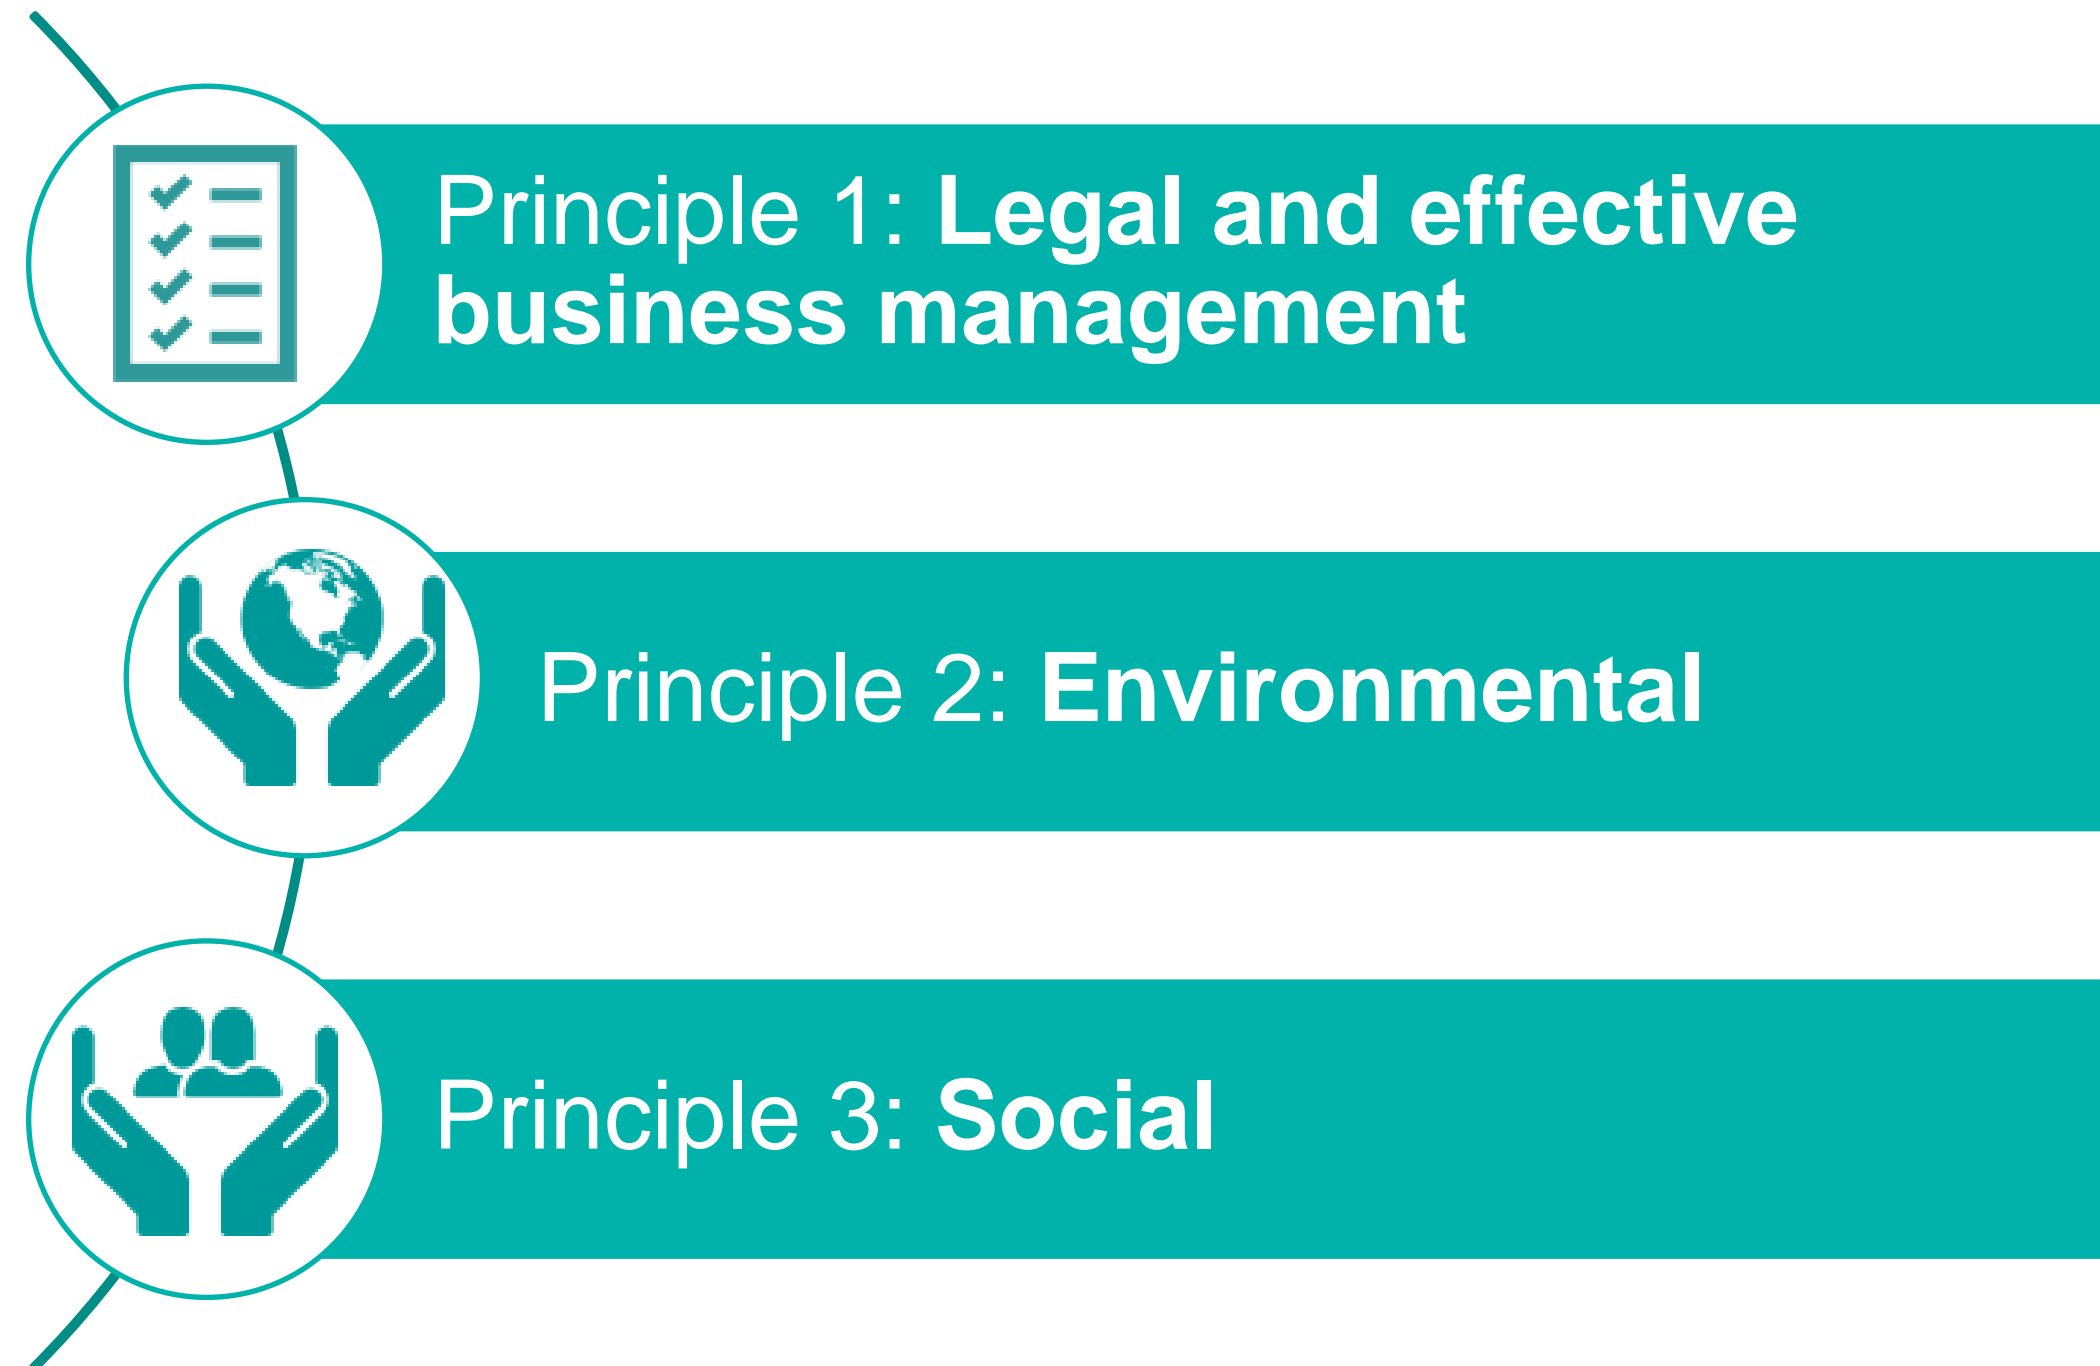 Principle 1: Legal and effective
business management
Principle 2: Environmental
Principle 3: Social